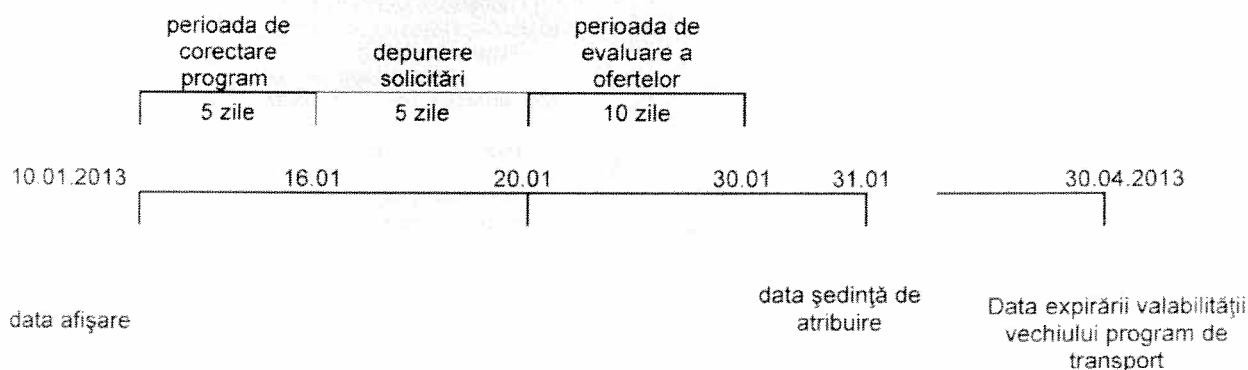 perioada de
corectare
program
depunere
solicitări
perioada de
evaluare a
ofertelor
5 zile
5 zile
10 zile
10.01.2013
16.01
20.01
30.01
31.01
30.04.2013
data afişare
data şedinţă de
atribuire
Data expirării valabilităţii
vechiului program de
transport